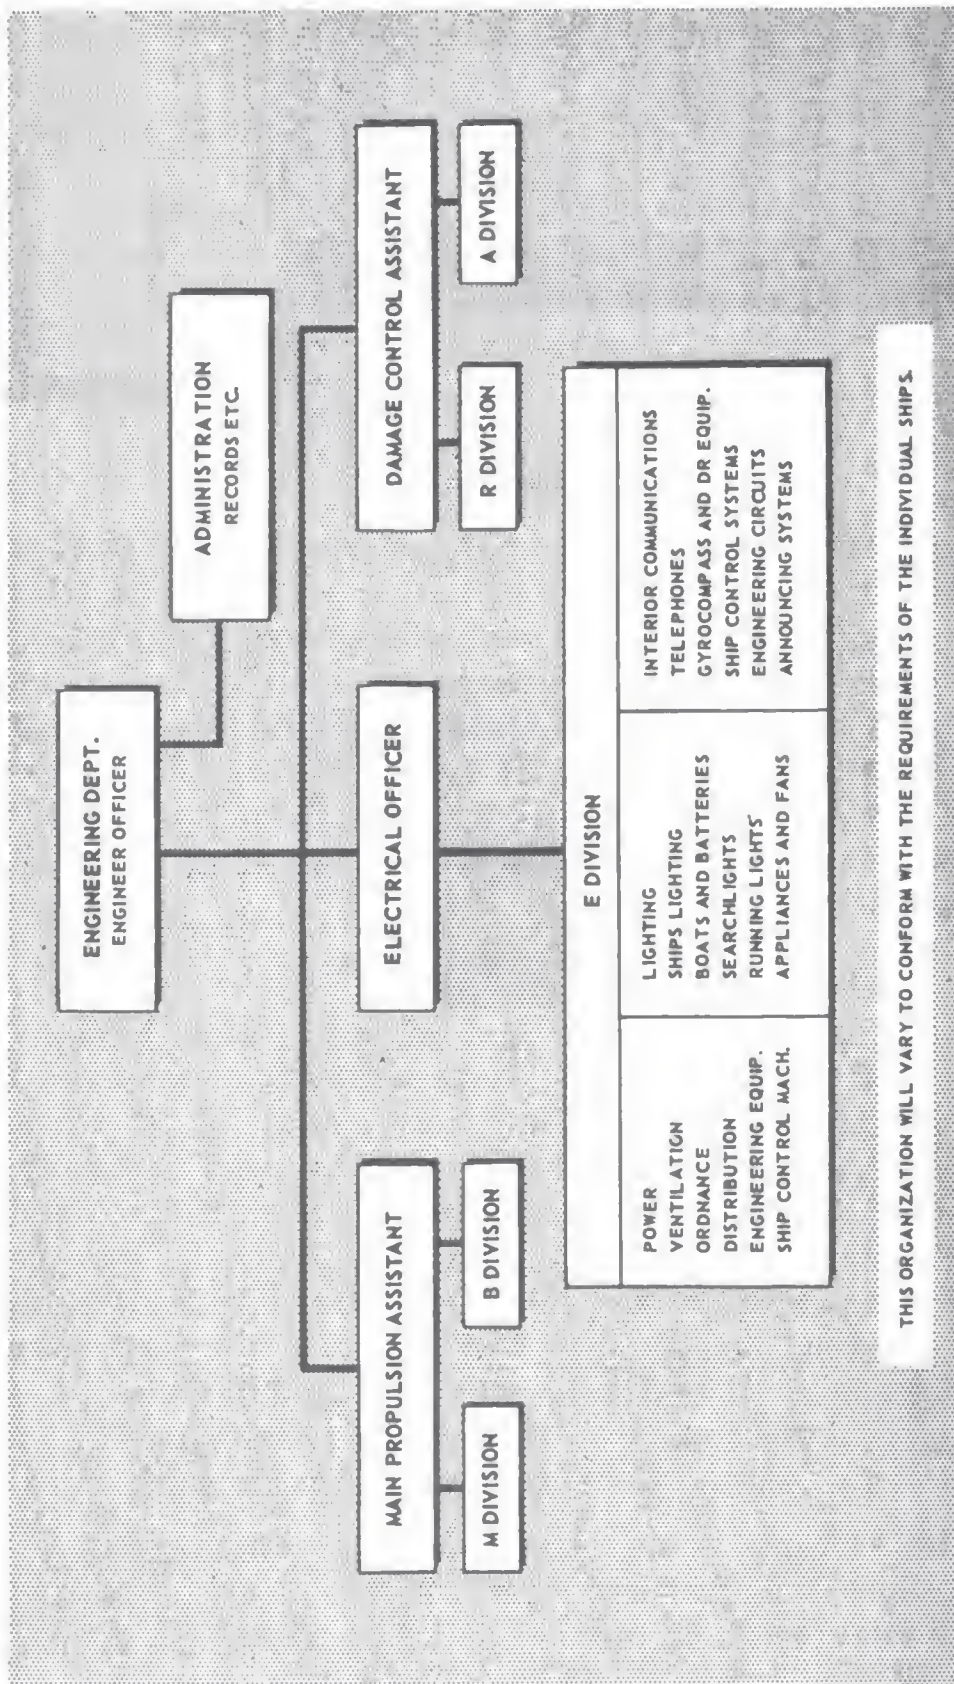 ENGINEERING DEPT.
ENGINEER OFFICER
ADMINISTRATION
RECORDS ETC.
MAIN PROPULSION ASSISTANT
ELECTRICAL OFFICER
DAMAGE CONTROL ASSISTANT
M DIVISION
B DIVISION
R DIVISION
A DIVISION
E DIVISION
POWER
VENTILATION
ORDNANCE
DISTRIBUTION
ENGINEERING EQUIP.
SHIP CONTROL MACH.
LIGHTING
SHIPS LIGHTING
BOATS AND BATTERIES
SEARCHLIGHTS
RUNNING LIGHTS
APPLIANCES AND FANS
INTERIOR COMMUNICATIONS
TELEPHONES
GYROCOMPASS AND DR EQUIP.
SHIP CONTROL SYSTEMS
ENGINEERING CIRCUITS
ANNOUNCING SYSTEMS
THIS ORGANIZATION WILL VARY TO CONFORM WITH THE REQUIREMENTS OF THE INDIVIDUAL SHIPS.